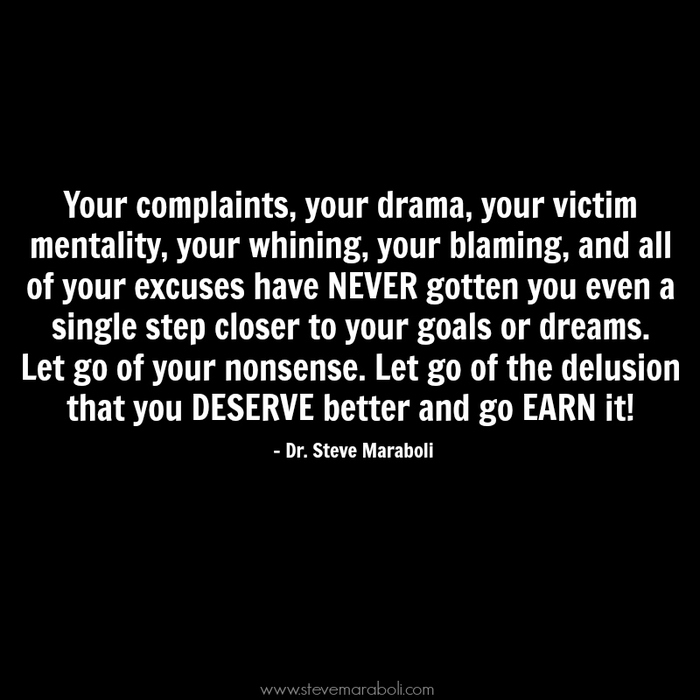 Your complaints, your drama, your victim
mentality, your whining, your blaming, and all
of your excuses have NEVER gotten you even a
single step closer to your goals or dreams.
Let go of your nonsense. Let go of the delusion
that you DESERVE better and go EARN it!
- Dr. Steve Maraboli
www.stevemaraboli.com